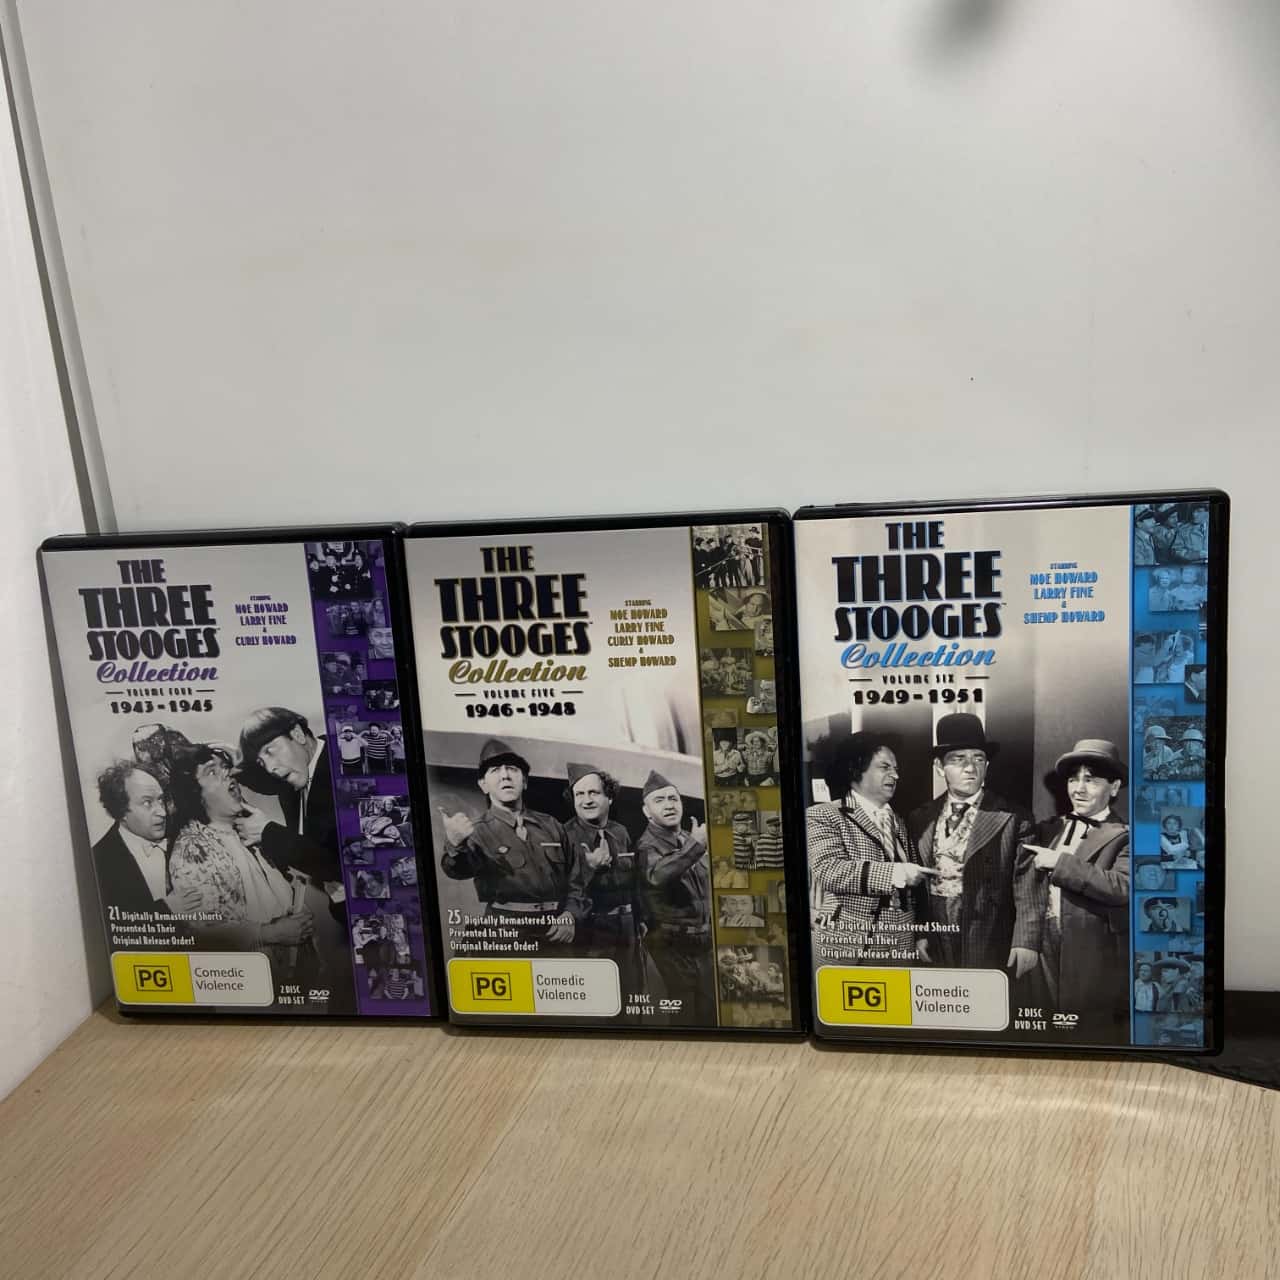 THE
THREE
STOOGES
Collection
VOLUME FOUR
1943-1945
STARRING
MOE HOWARD
LARRY FINE
&
CURLY HOWARD
21 Digitally Remastered Shorts
Presented In Their
Original Release Order!
PG
Comedic
Violence
2 DISC
DVD SET
DVD
VIDEO
THE
THREE
STOOGES™
Collection
VOLUME FIVE
1946-1948
STARRING
MOE HOWARD
LARRY FINE
CURLY HOWARD
&
SHEMP HOWARD
25 Digitally Remastered Shorts
Presented In Their
Original Release Order!
PG
Comedic
Violence
2 DISC
DVD SET
DVD
VIDEO
THE
THREE
STOOGES™
Collection
VOLUME SIX
1949-1951
STARRING
MOE HOWARD
LARRY FINE
&
SHEMP HOWARD
24 Digitally Remastered Shorts
Presented In Their
Original Release Order!
PG
Comedic
Violence
2 DISC
DVD SET
DVD
VIDEO